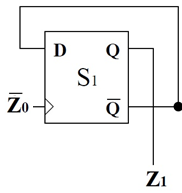 D Q
S₁
Z̅₀ Q̅
Z₁